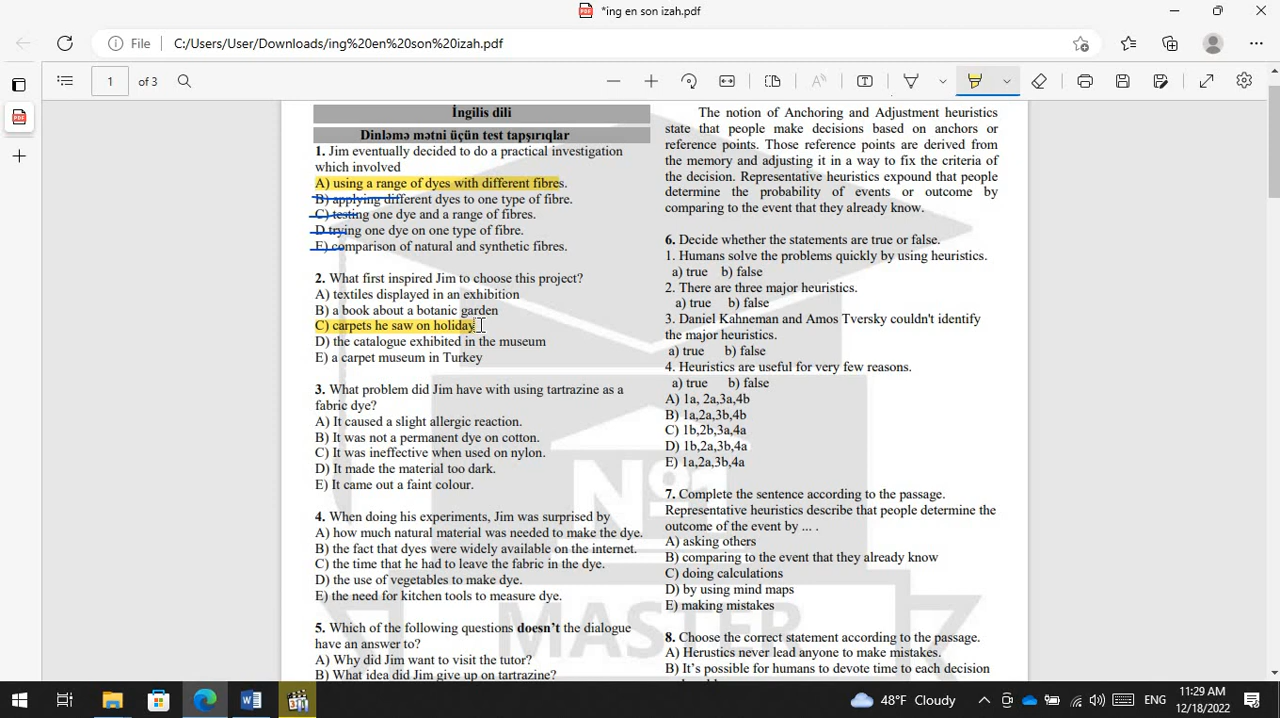 *ing en son izah.pdf
File
C:/Users/User/Downloads/ing%20en%20son%20izah.pdf
1 of 3
İngilis dili
Dinləmə mətni üçün test tapşırıqlar
1. Jim eventually decided to do a practical investigation
which involved
A) using a range of dyes with different fibres.
B) applying different dyes to one type of fibre.
C) testing one dye and a range of fibres.
D trying one dye on one type of fibre.
E) comparison of natural and synthetic fibres.
2. What first inspired Jim to choose this project?
A) textiles displayed in an exhibition
B) a book about a botanic garden
C) carpets he saw on holiday
D) the catalogue exhibited in the museum
E) a carpet museum in Turkey
3. What problem did Jim have with using tartrazine as a
fabric dye?
A) It caused a slight allergic reaction.
B) It was not a permanent dye on cotton.
C) It was ineffective when used on nylon.
D) It made the material too dark.
E) It came out a faint colour.
4. When doing his experiments, Jim was surprised by
A) how much natural material was needed to make the dye.
B) the fact that dyes were widely available on the internet.
C) the time that he had to leave the fabric in the dye.
D) the use of vegetables to make dye.
E) the need for kitchen tools to measure dye.
5. Which of the following questions doesn't the dialogue
have an answer to?
A) Why did Jim want to visit the tutor?
B) What idea did Jim give up on tartrazine?
The notion of Anchoring and Adjustment heuristics
state that people make decisions based on anchors or
reference points. Those reference points are derived from
the memory and adjusting it in a way to fix the criteria of
the decision. Representative heuristics expound that people
determine the probability of events or outcome by
comparing to the event that they already know.
6. Decide whether the statements are true or false.
1. Humans solve the problems quickly by using heuristics.
a) true b) false
2. There are three major heuristics.
a) true b) false
3. Daniel Kahneman and Amos Tversky couldn't identify
the major heuristics.
a) true b) false
4. Heuristics are useful for very few reasons.
a) true b) false
A) 1a, 2a,3a,4b
B) 1a,2a,3b,4b
C) 1b,2b,3a,4a
D) 1b,2a,3b,4a
E) 1a,2a,3b,4a
7. Complete the sentence according to the passage.
Representative heuristics describe that people determine the
outcome of the event by ... .
A) asking others
B) comparing to the event that they already know
C) doing calculations
D) by using mind maps
E) making mistakes
8. Choose the correct statement according to the passage.
A) Herustics never lead anyone to make mistakes.
B) It's possible for humans to devote time to each decision
№1
MASTER
48°F Cloudy
ENG
11:29 AM
12/18/2022